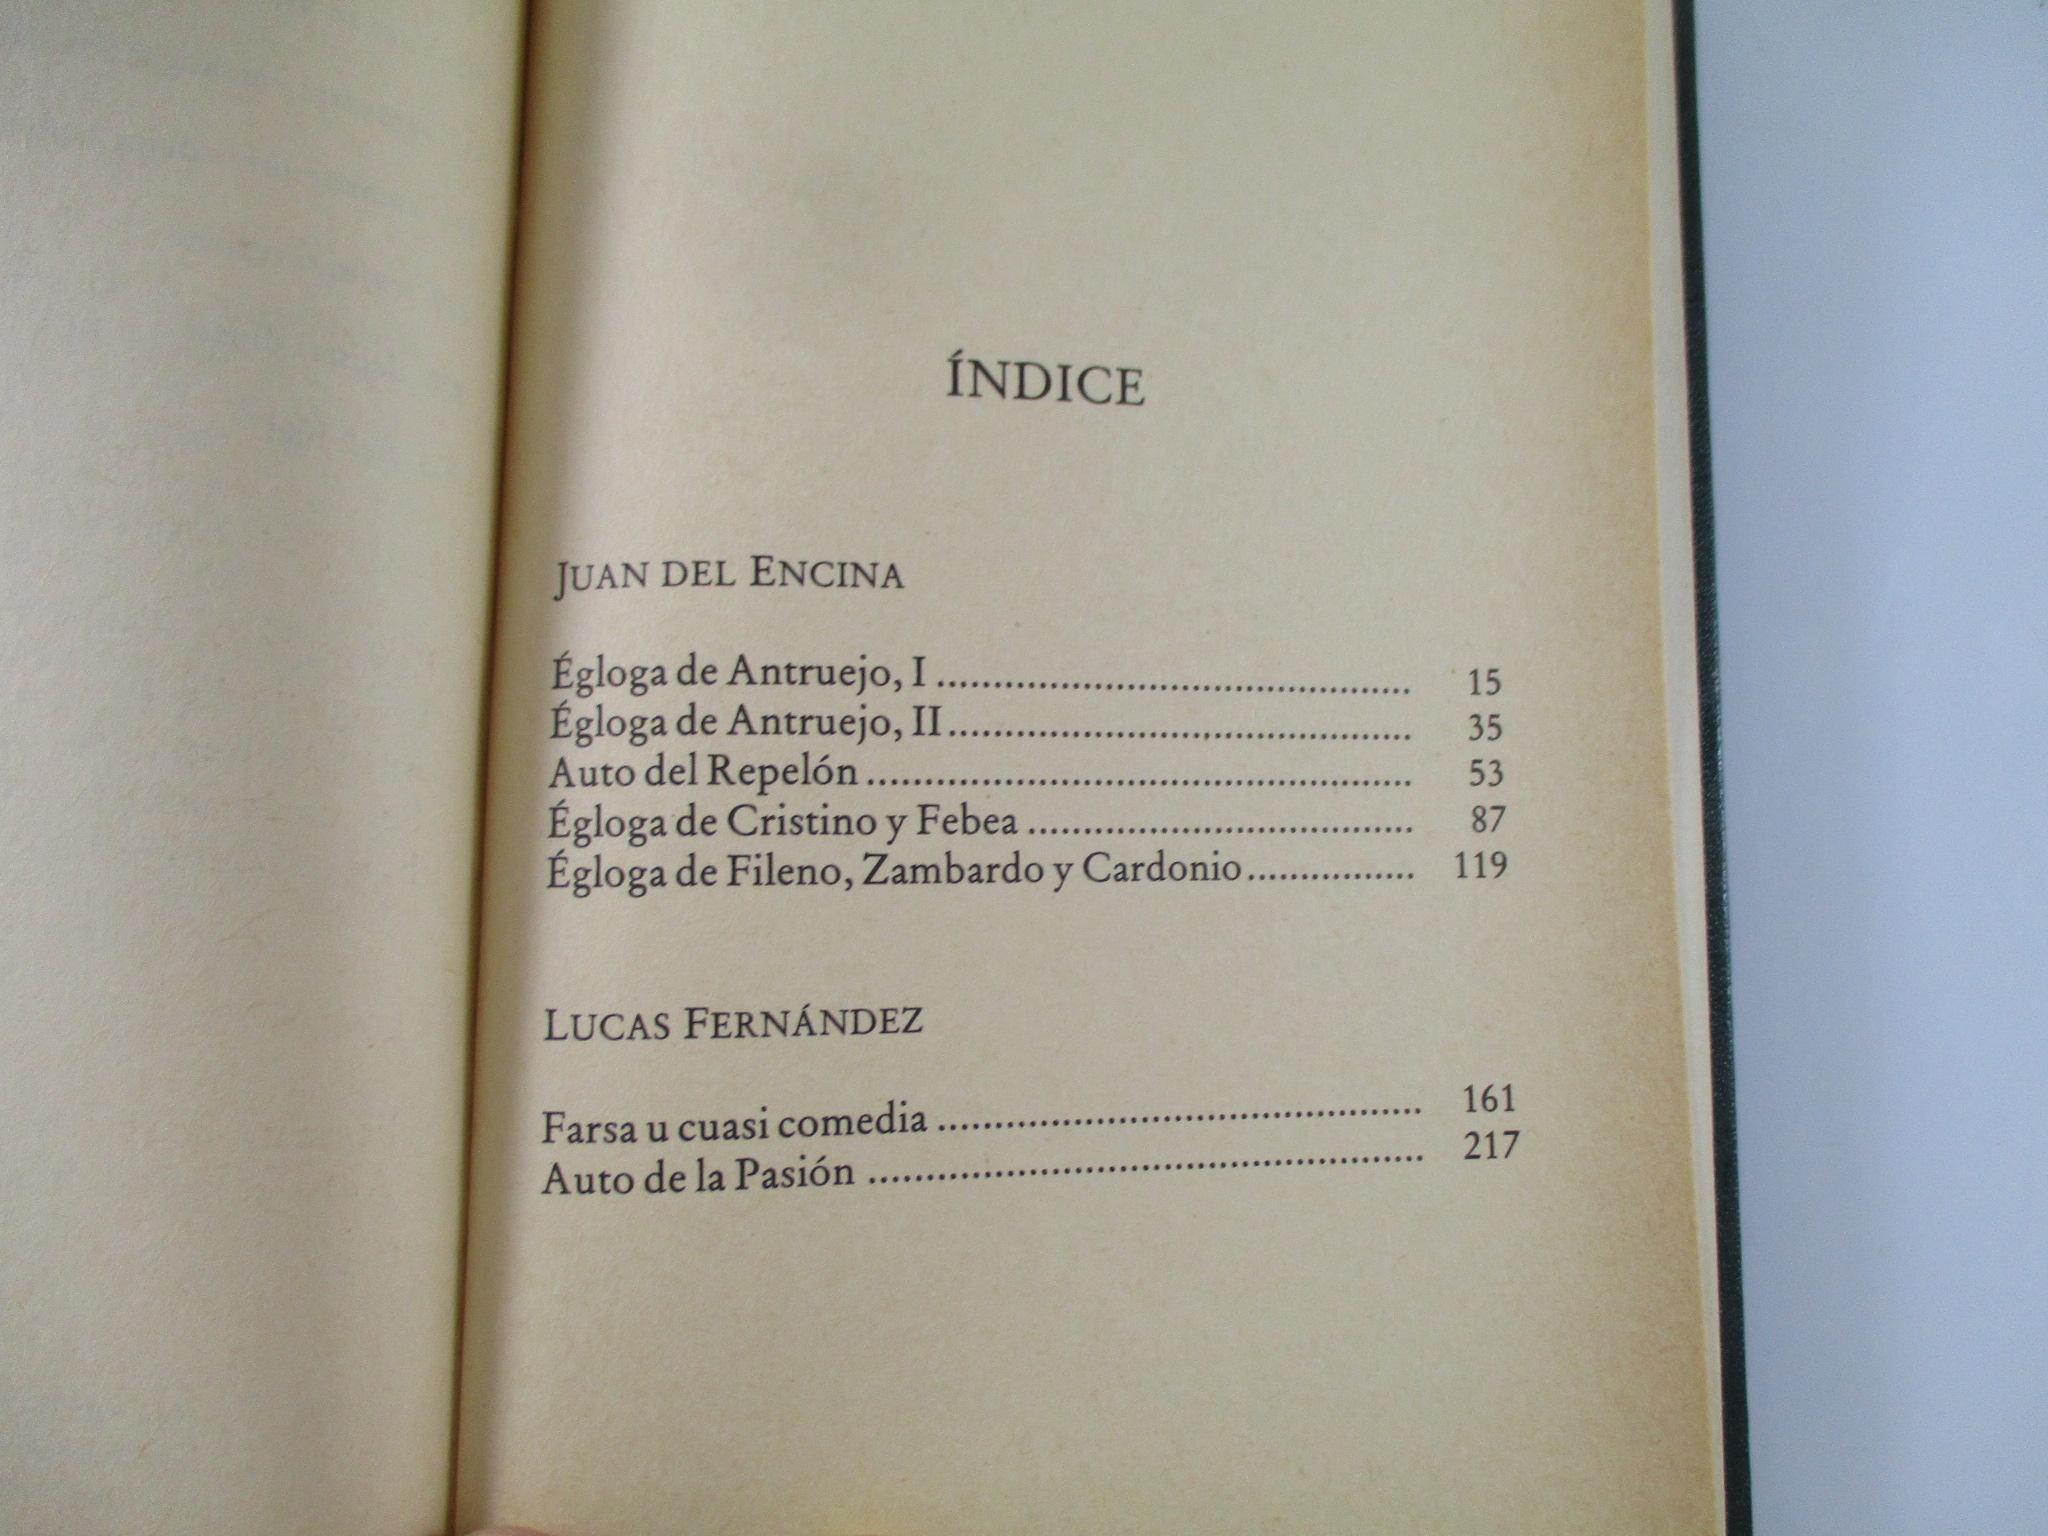 ÍNDICE
JUAN DEL ENCINA
Égloga de Antruejo, I .................................................. 15
Égloga de Antruejo, II .................................................. 35
Auto del Repelón .................................................. 53
Égloga de Cristino y Febea .................................... 87
Égloga de Fileno, Zambardo y Cardonio ................ 119
LUCAS FERNÁNDEZ
Farsa u cuasi comedia ............................................ 161
Auto de la Pasión .................................................. 217